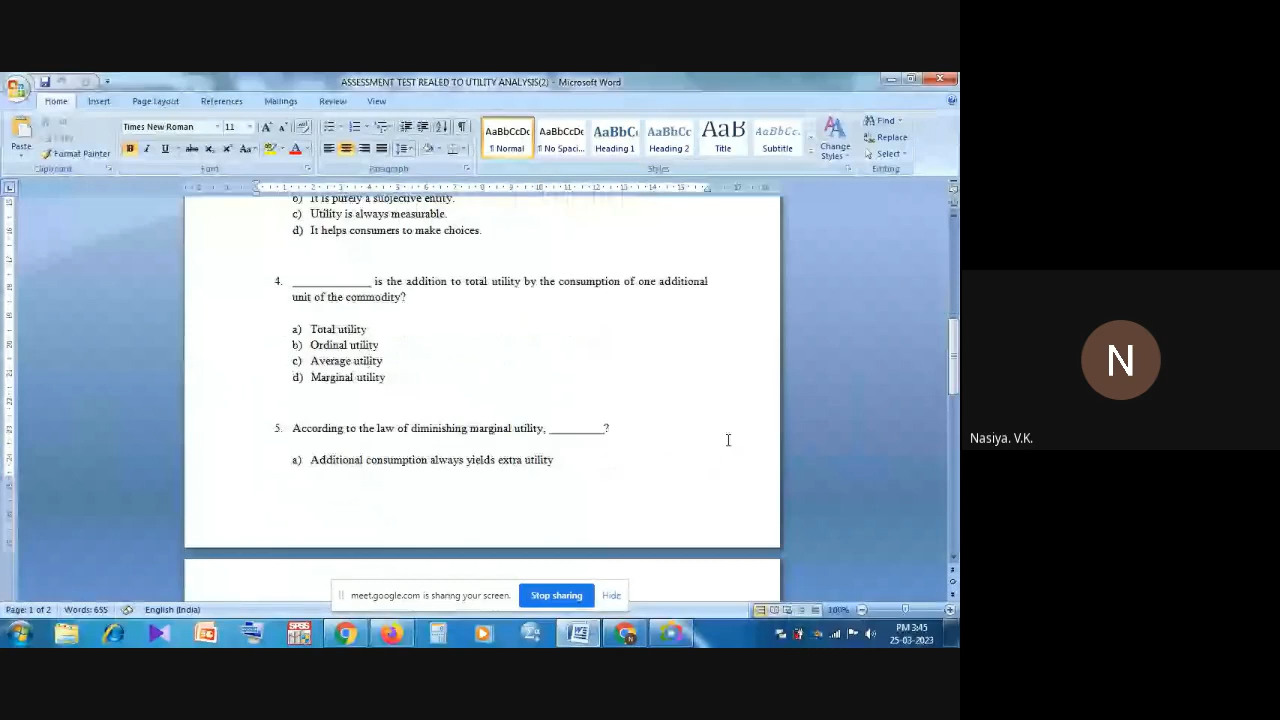 ASSESSMENT TEST REALED TO UTILITY ANALYSIS(2) - Microsoft Word
Home Insert Page Layout References Mailings Review View
Paste
Format Painter
Clipboard
Times New Roman 11
Font
Paragraph
AaBbCcDc AaBbCcDc AaBbC AaBbCc AaB AaBbCc.
¶ Normal ¶ No Spaci... Heading 1 Heading 2 Title Subtitle
Change Styles
Styles
Find
Replace
Select
Editing
b) It is purely a subjective entity.
c) Utility is always measurable.
d) It helps consumers to make choices.
4. _____________ is the addition to total utility by the consumption of one additional
unit of the commodity?
a) Total utility
b) Ordinal utility
c) Average utility
d) Marginal utility
5. According to the law of diminishing marginal utility, _________?
a) Additional consumption always yields extra utility
meet.google.com is sharing your screen. Stop sharing Hide
Page: 1 of 2 Words: 655 English (India) 100%
SPSS
PM 3:45
25-03-2023
N
Nasiya. V.K.